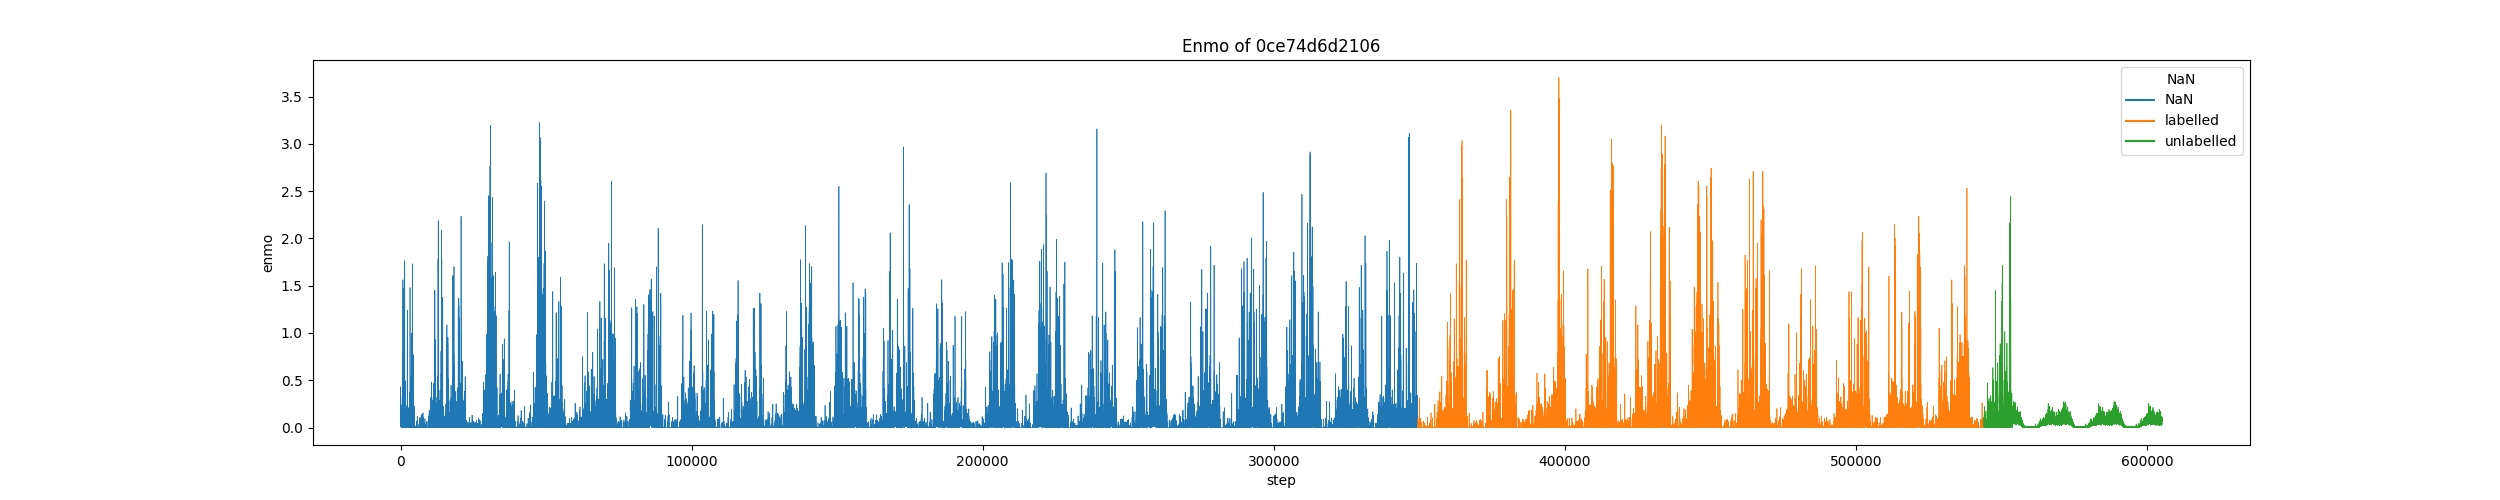 Enmo of 0ce74d6d2106
NaN
NaN
labelled
unlabelled
enmo
3.5
3.0
2.5
2.0
1.5
1.0
0.5
0.0
0 100000 200000 300000 400000 500000 600000
step